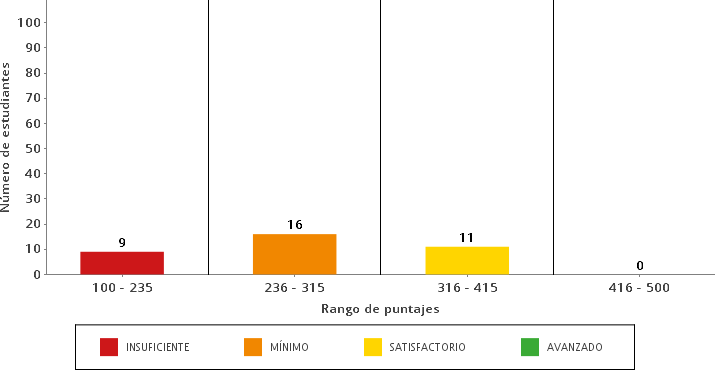 Número de estudiantes
100
90
80
70
60
50
40
30
20
10
0
9
16
11
0
100 - 235
236 - 315
316 - 415
416 - 500
Rango de puntajes
INSUFICIENTE
MÍNIMO
SATISFACTORIO
AVANZADO